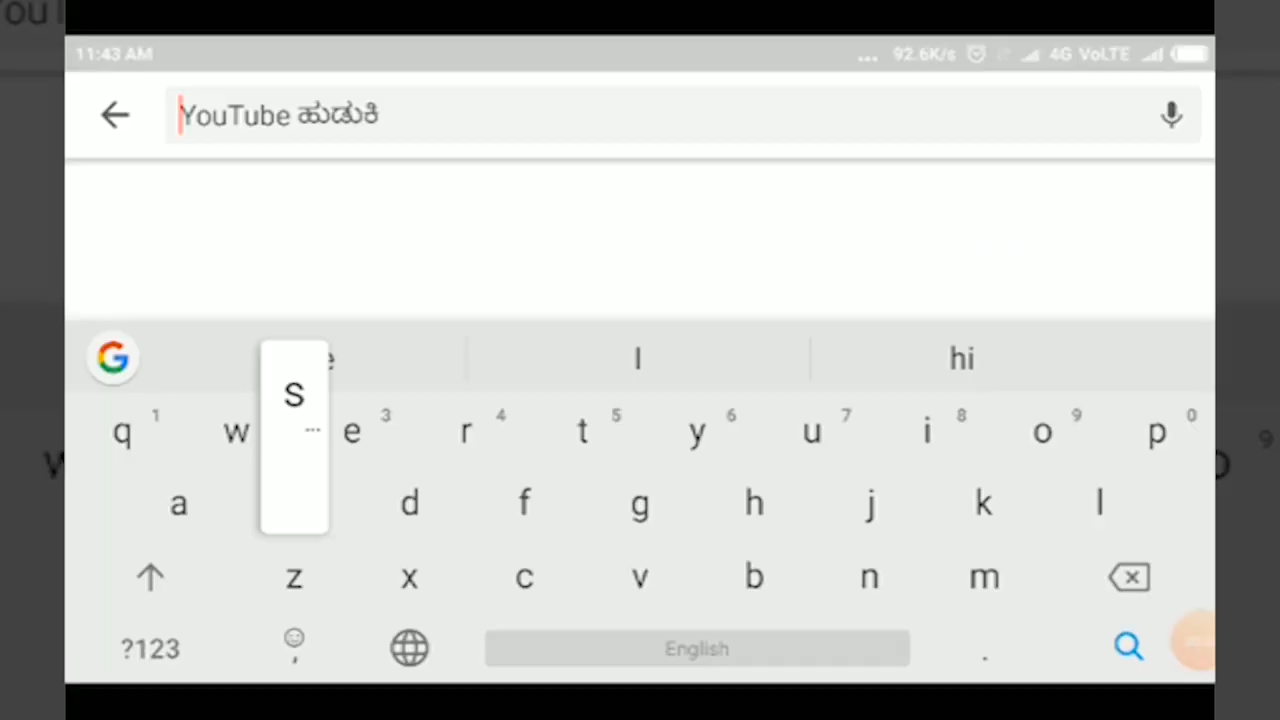 11:43 AM ... 92.6K/s 4G VoLTE
YouTube ಹುಡುಕಿ
I hi
S
q 1 w e 3 r 4 t 5 y 6 u 7 i 8 o 9 p 0
a d f g h j k l
z x c v b n m
?123 , English .